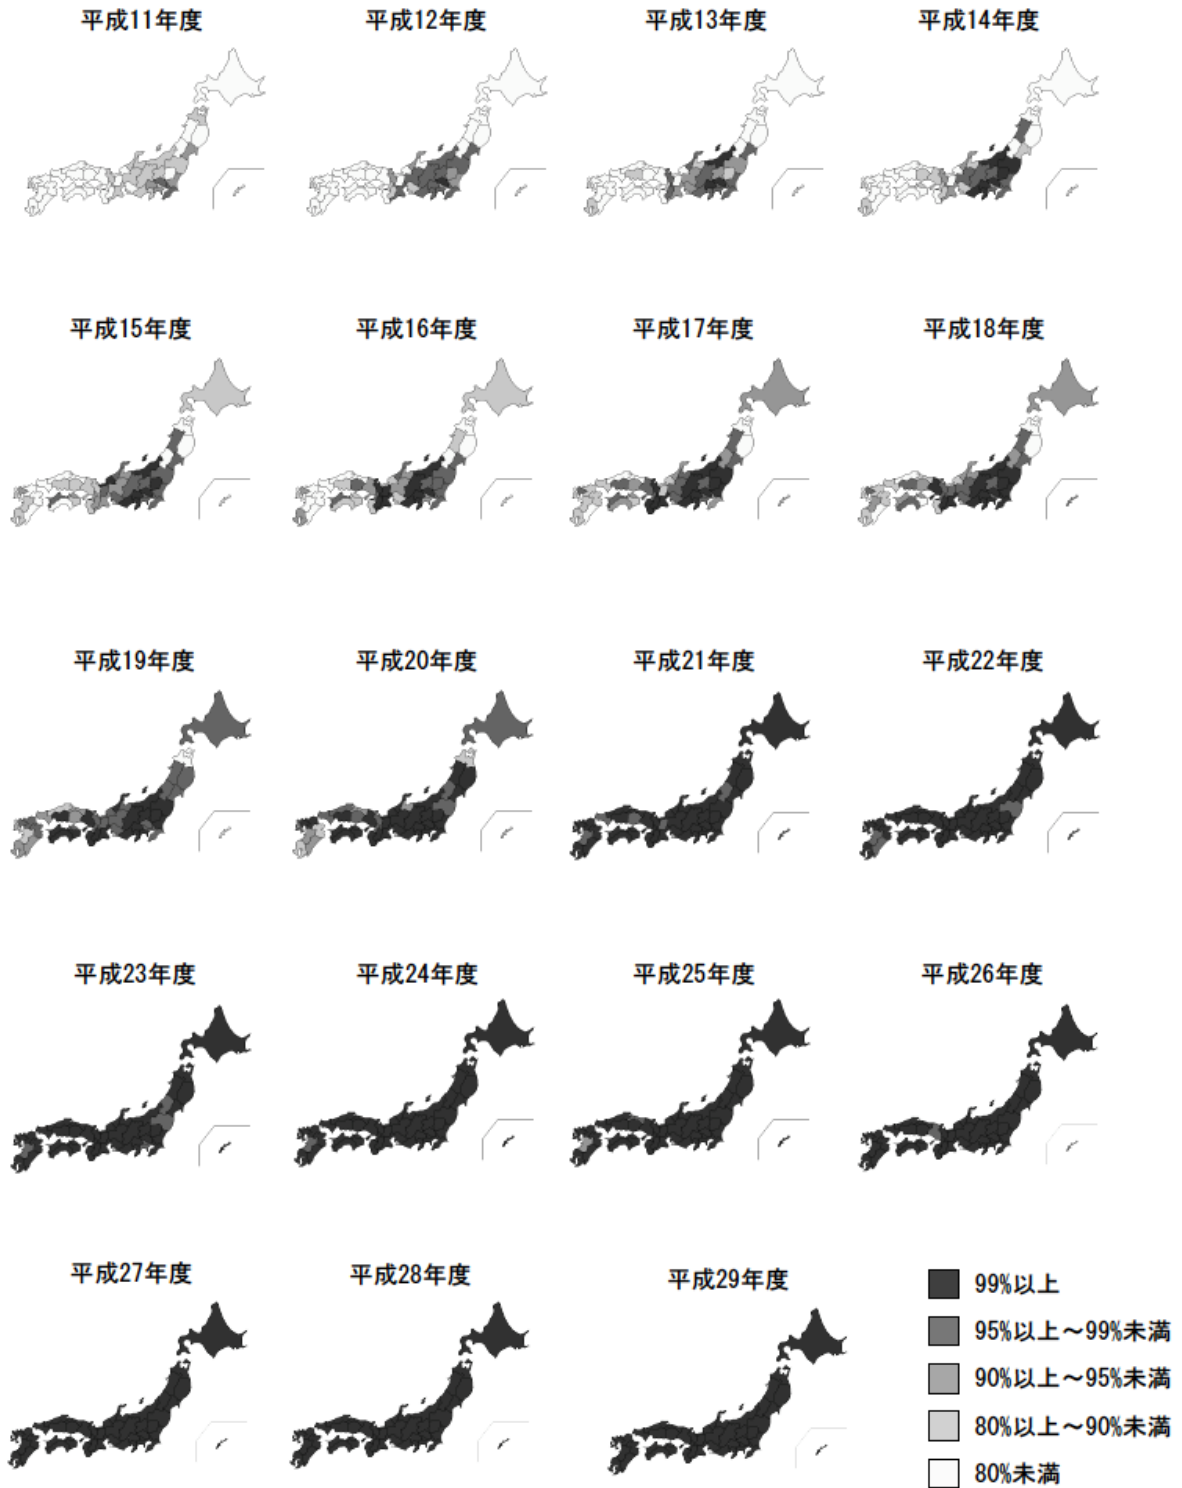 平成11年度
平成12年度
平成13年度
平成14年度
平成15年度
平成16年度
平成17年度
平成18年度
平成19年度
平成20年度
平成21年度
平成22年度
平成23年度
平成24年度
平成25年度
平成26年度
平成27年度
平成28年度
平成29年度
99%以上
95%以上～99%未満
90%以上～95%未満
80%以上～90%未満
80%未満